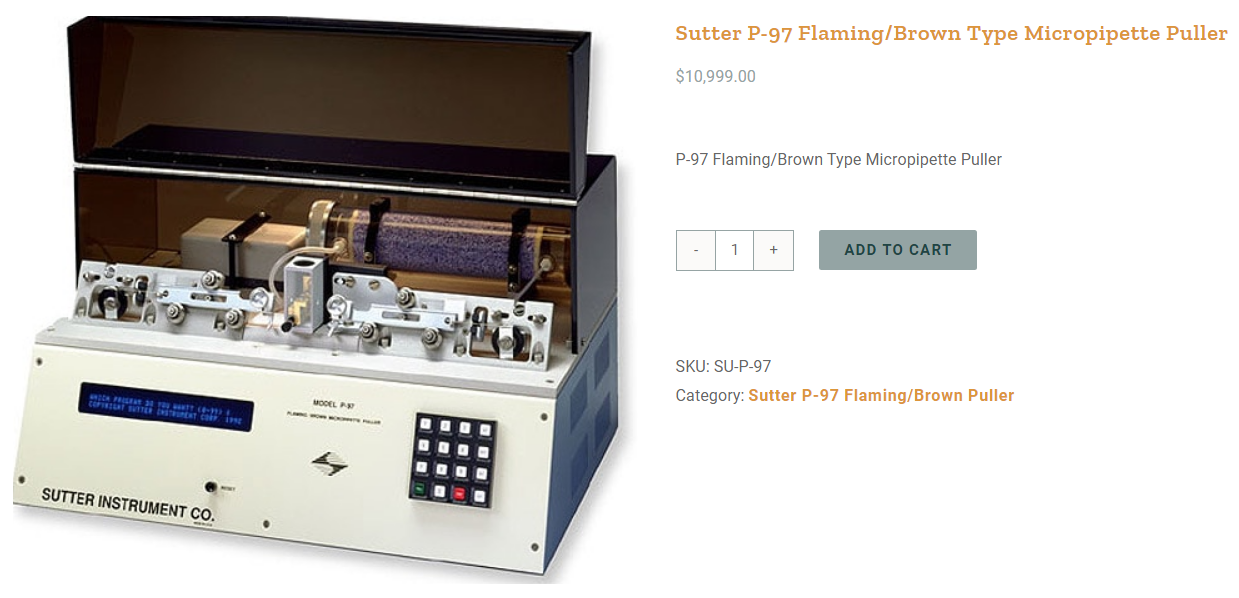 Sutter P-97 Flaming/Brown Type Micropipette Puller
$10,999.00
P-97 Flaming/Brown Type Micropipette Puller
- 1 +
ADD TO CART
SKU: SU-P-97
Category: Sutter P-97 Flaming/Brown Puller
WHICH PROGRAM DO YOU WANT? (0-99)
COPYRIGHT SUTTER INSTRUMENT CORP. 1992
MODEL P-97
FLAMING/BROWN MICROPIPETTE PULLER
RESET
SUTTER INSTRUMENT CO.